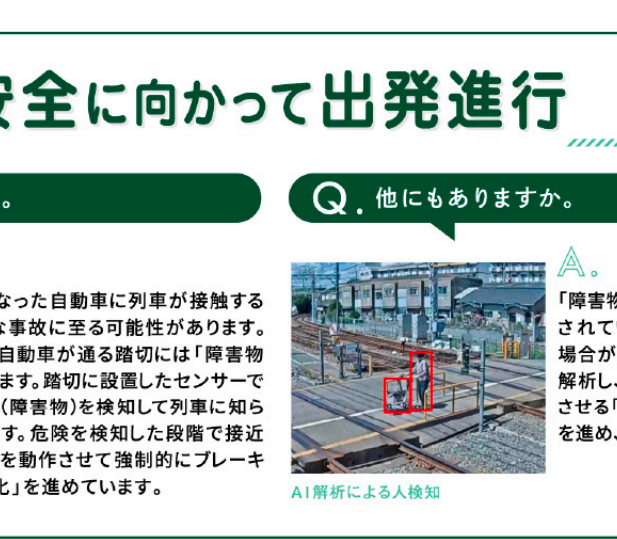 安全に向かって出発進行
。
Q. 他にもありますか。
なった自動車に列車が接触する
な事故に至る可能性があります。
自動車が通る踏切には「障害物
ます。踏切に設置したセンサーで
(障害物)を検知して列車に知ら
す。危険を検知した段階で接近
を動作させて強制的にブレーキ
化」を進めています。
AI解析による人検知
A。
「障害物
されてい
場合が
解析し、
させる「
を進め、